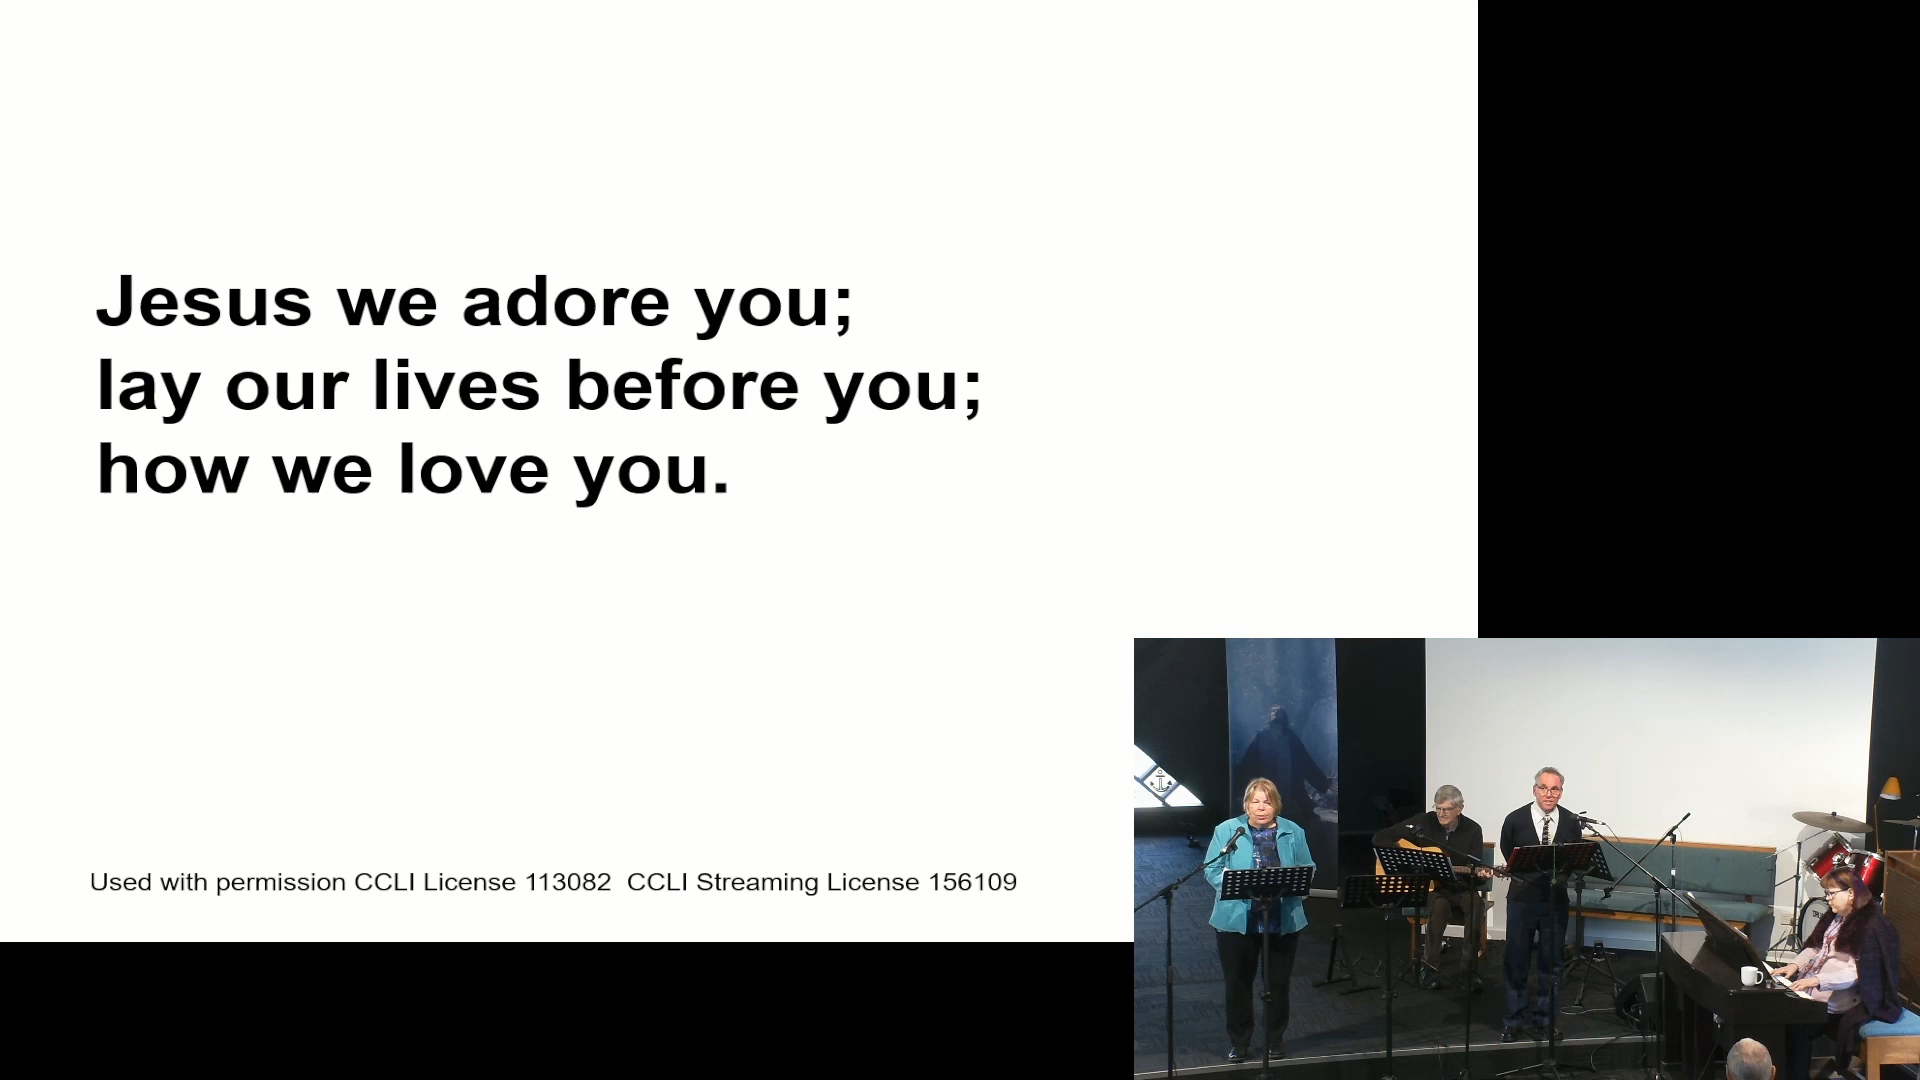 Jesus we adore you;
lay our lives before you;
how we love you.
Used with permission CCLI License 113082  CCLI Streaming License 156109